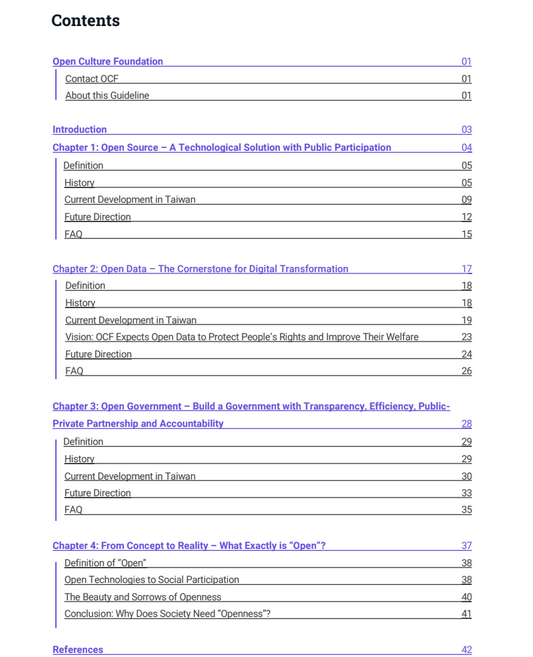 Contents
Open Culture Foundation 01
Contact OCF 01
About this Guideline 01
Introduction 03
Chapter 1: Open Source – A Technological Solution with Public Participation 04
Definition 05
History 05
Current Development in Taiwan 09
Future Direction 12
FAQ 15
Chapter 2: Open Data – The Cornerstone for Digital Transformation 17
Definition 18
History 18
Current Development in Taiwan 19
Vision: OCF Expects Open Data to Protect People's Rights and Improve Their Welfare 23
Future Direction 24
FAQ 26
Chapter 3: Open Government – Build a Government with Transparency, Efficiency, Public-
Private Partnership and Accountability 28
Definition 29
History 29
Current Development in Taiwan 30
Future Direction 33
FAQ 35
Chapter 4: From Concept to Reality – What Exactly is “Open”? 37
Definition of “Open” 38
Open Technologies to Social Participation 38
The Beauty and Sorrows of Openness 40
Conclusion: Why Does Society Need “Openness”? 41
References 42